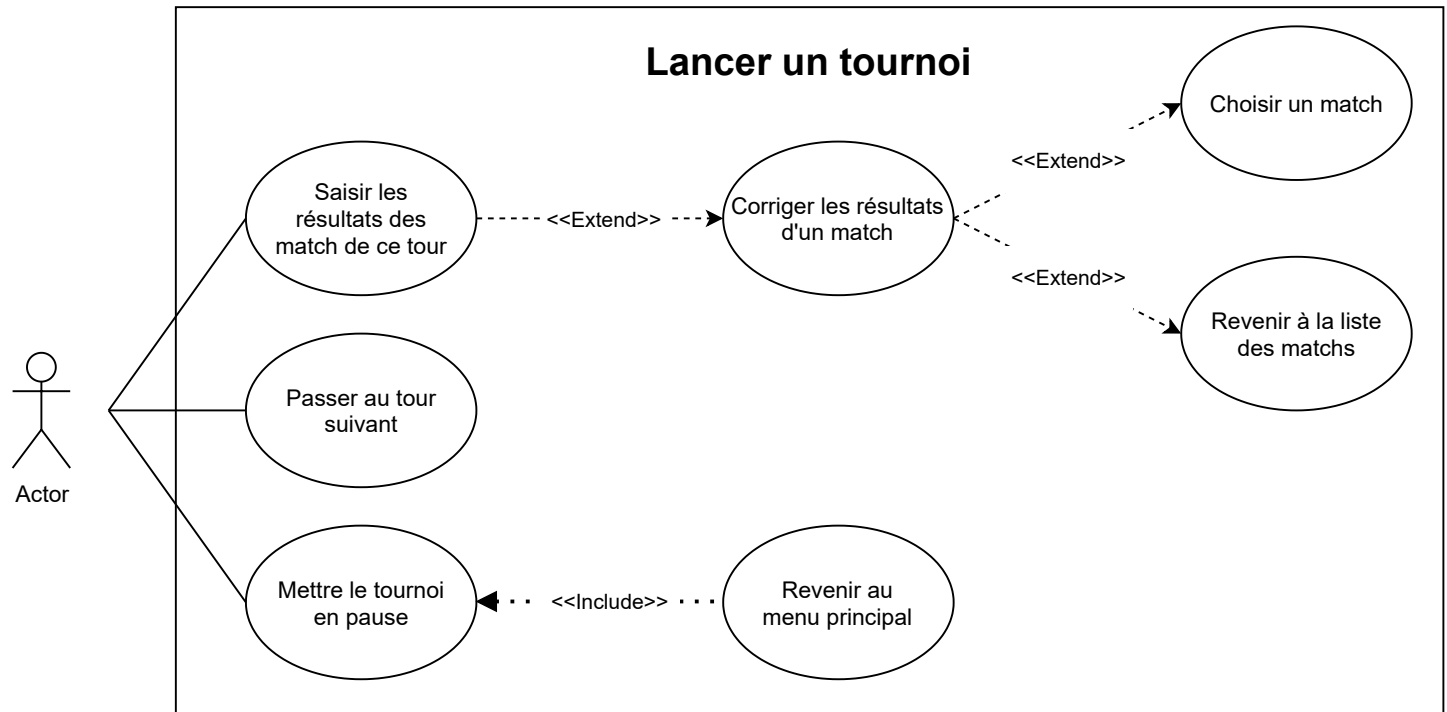 Lancer un tournoi
Choisir un match
<<Extend>>
Saisir les
résultats des
match de ce tour
<<Extend>>
Corriger les résultats
d'un match
<<Extend>>
Revenir à la liste
des matchs
Passer au tour
suivant
Actor
Mettre le tournoi
en pause
<<Include>>
Revenir au
menu principal